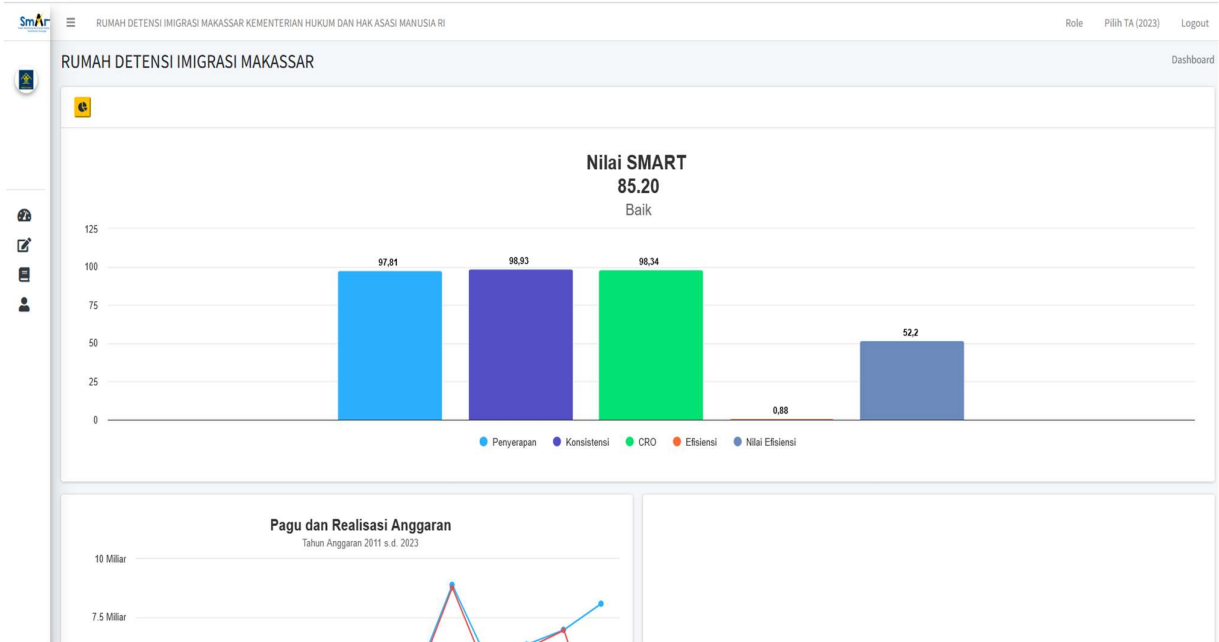 SmArt
RUMAH DETENSI IMIGRASI MAKASSAR KEMENTERIAN HUKUM DAN HAK ASASI MANUSIA RI
Role
Pilih TA (2023)
Logout
RUMAH DETENSI IMIGRASI MAKASSAR
Dashboard
Nilai SMART
85.20
Baik
125
100
75
50
25
0
97,81
98,93
98,34
0,88
52,2
Penyerapan
Konsistensi
CRO
Efisiensi
Nilai Efisiensi
Pagu dan Realisasi Anggaran
Tahun Anggaran 2011 s.d. 2023
10 Miliar
7.5 Miliar